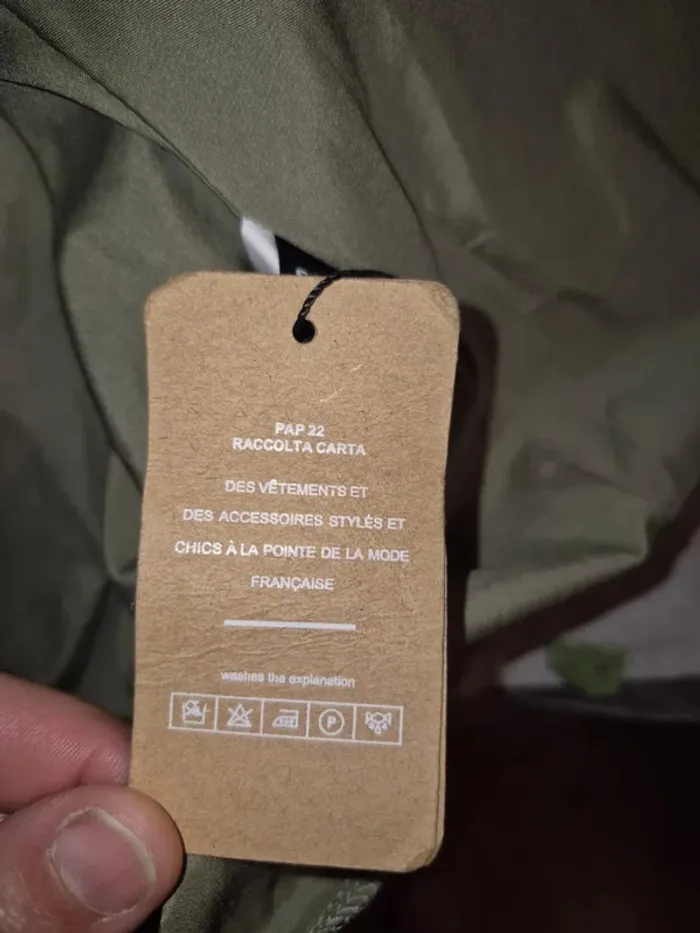 PAP 22
RACCOLTA CARTA
DES VÊTEMENTS ET
DES ACCESSOIRES STYLÉS ET
CHICS À LA POINTE DE LA MODE
FRANÇAISE
washes the explanation
P